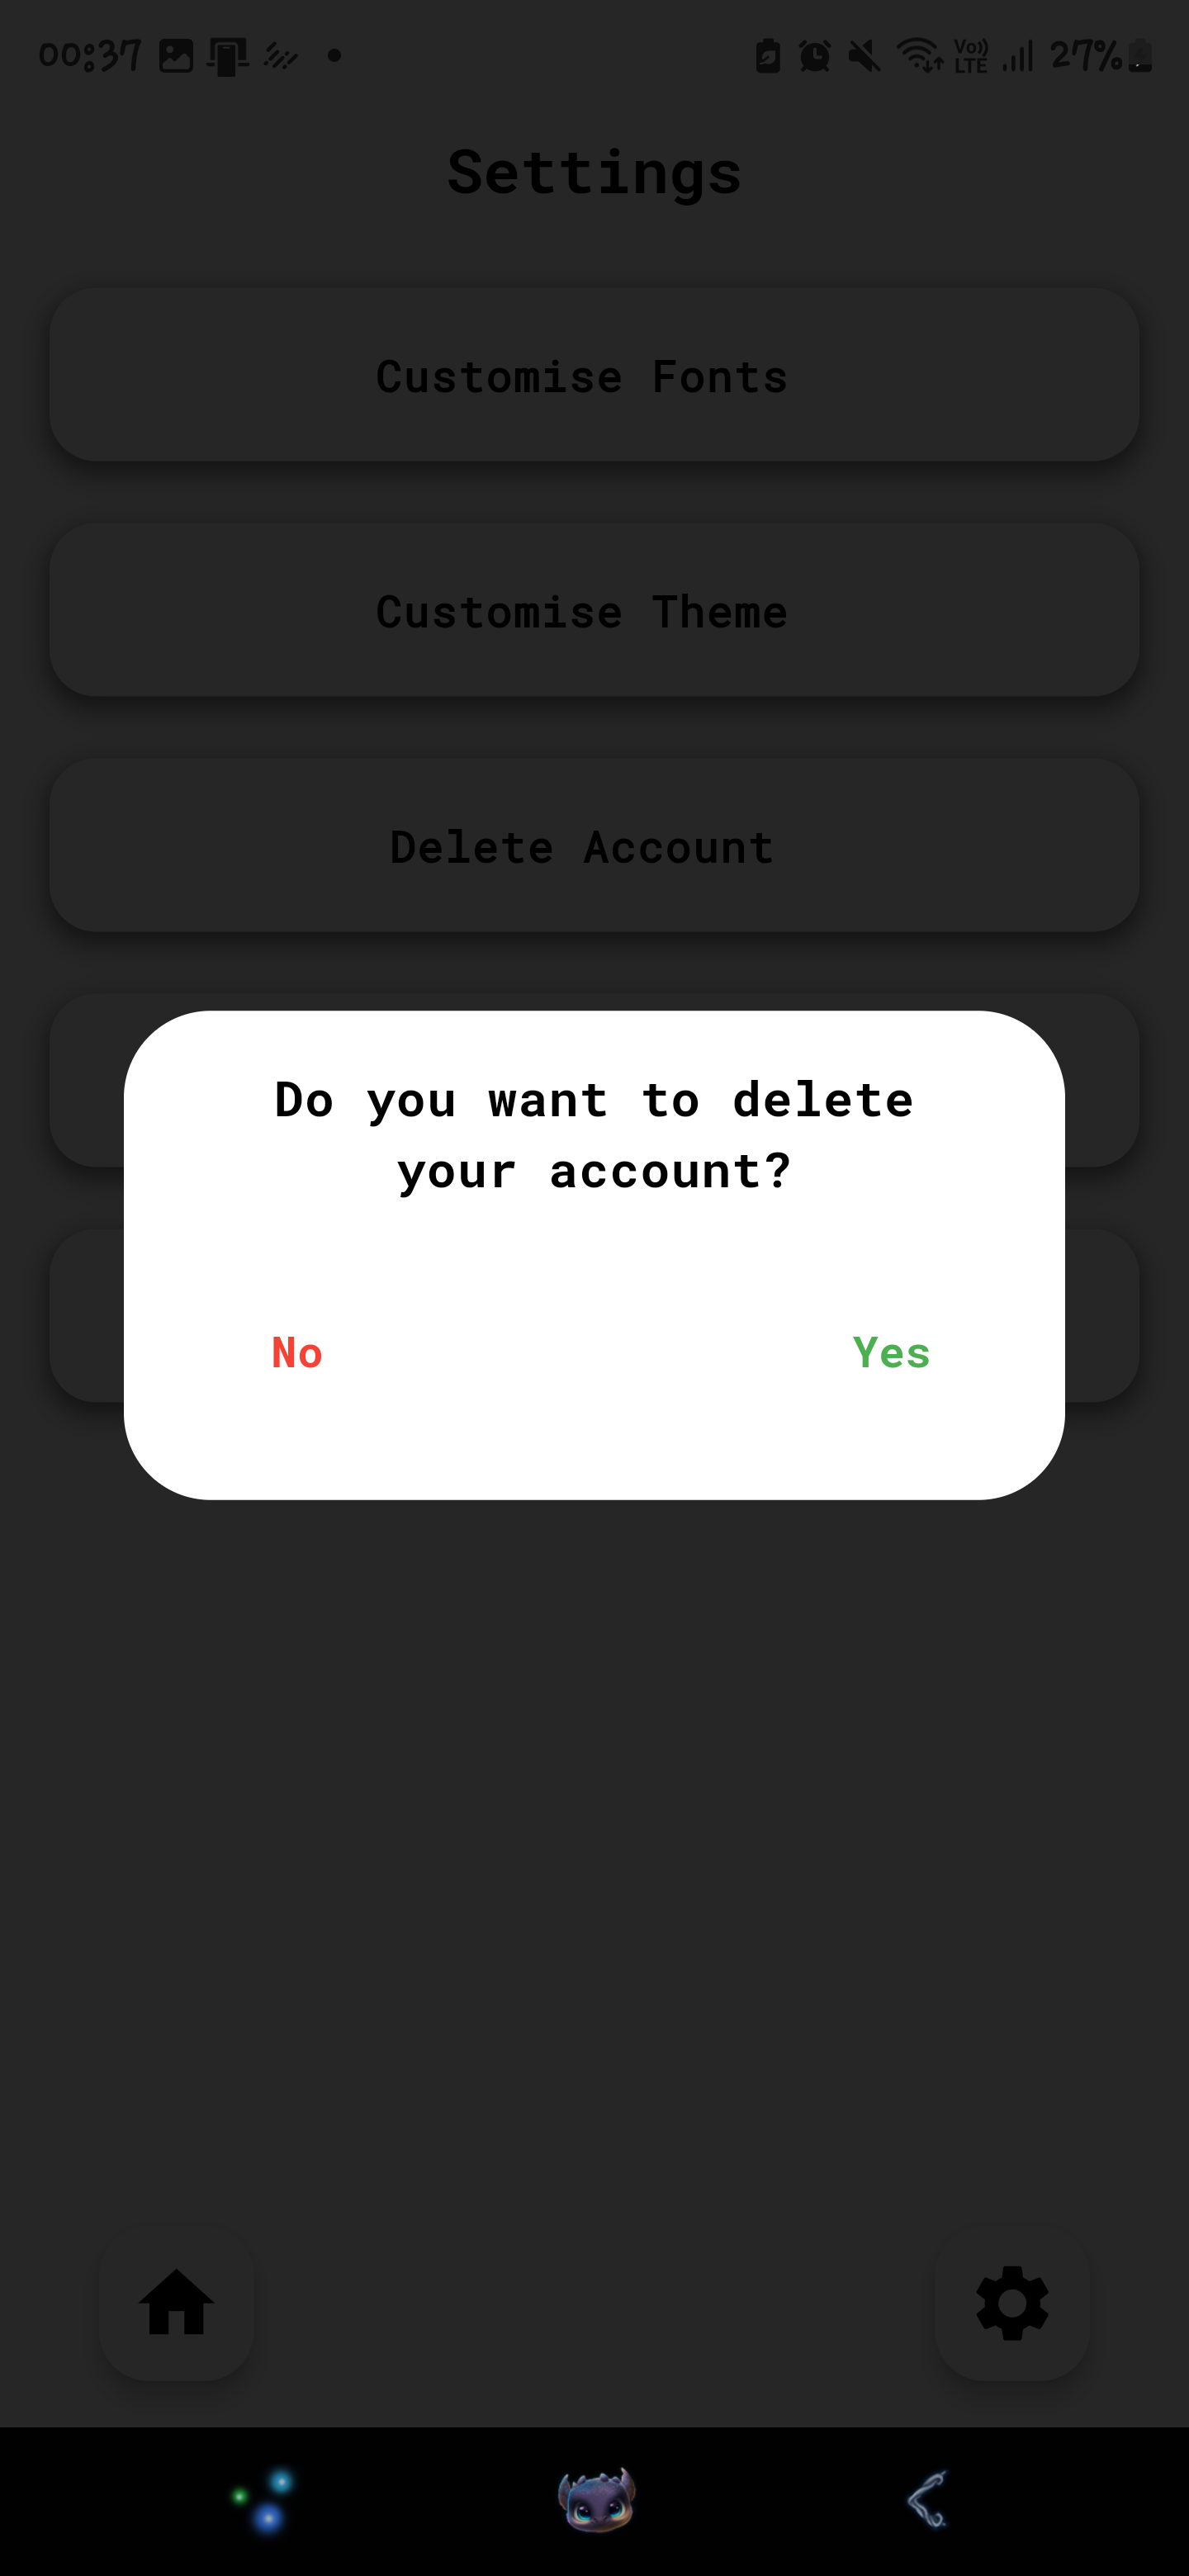 00:37
Vo))
LTE
27%
Settings
Customise Fonts
Customise Theme
Delete Account
Do you want to delete
your account?
No
Yes